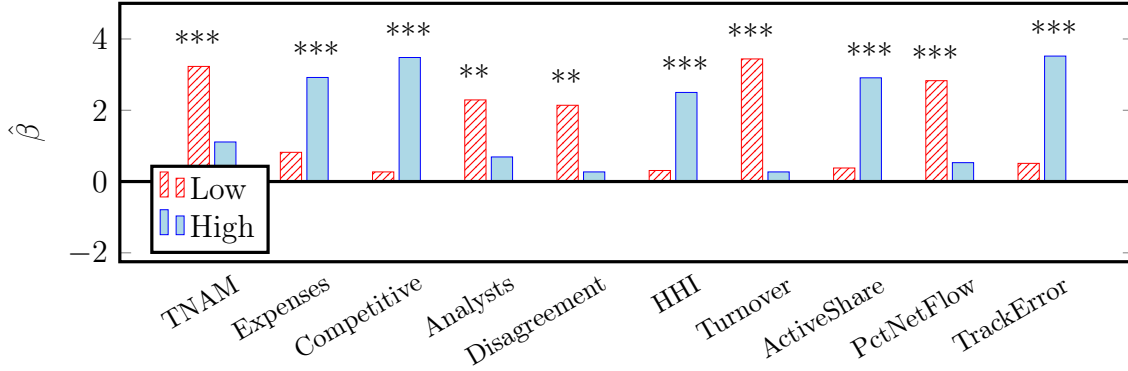 *** *** *** ** ** *** *** *** *** ***
4
2
0
−2
β̂
Low
High
TNAM
Expenses
Competitive
Analysts
Disagreement
HHI
Turnover
ActiveShare
PctNetFlow
TrackError